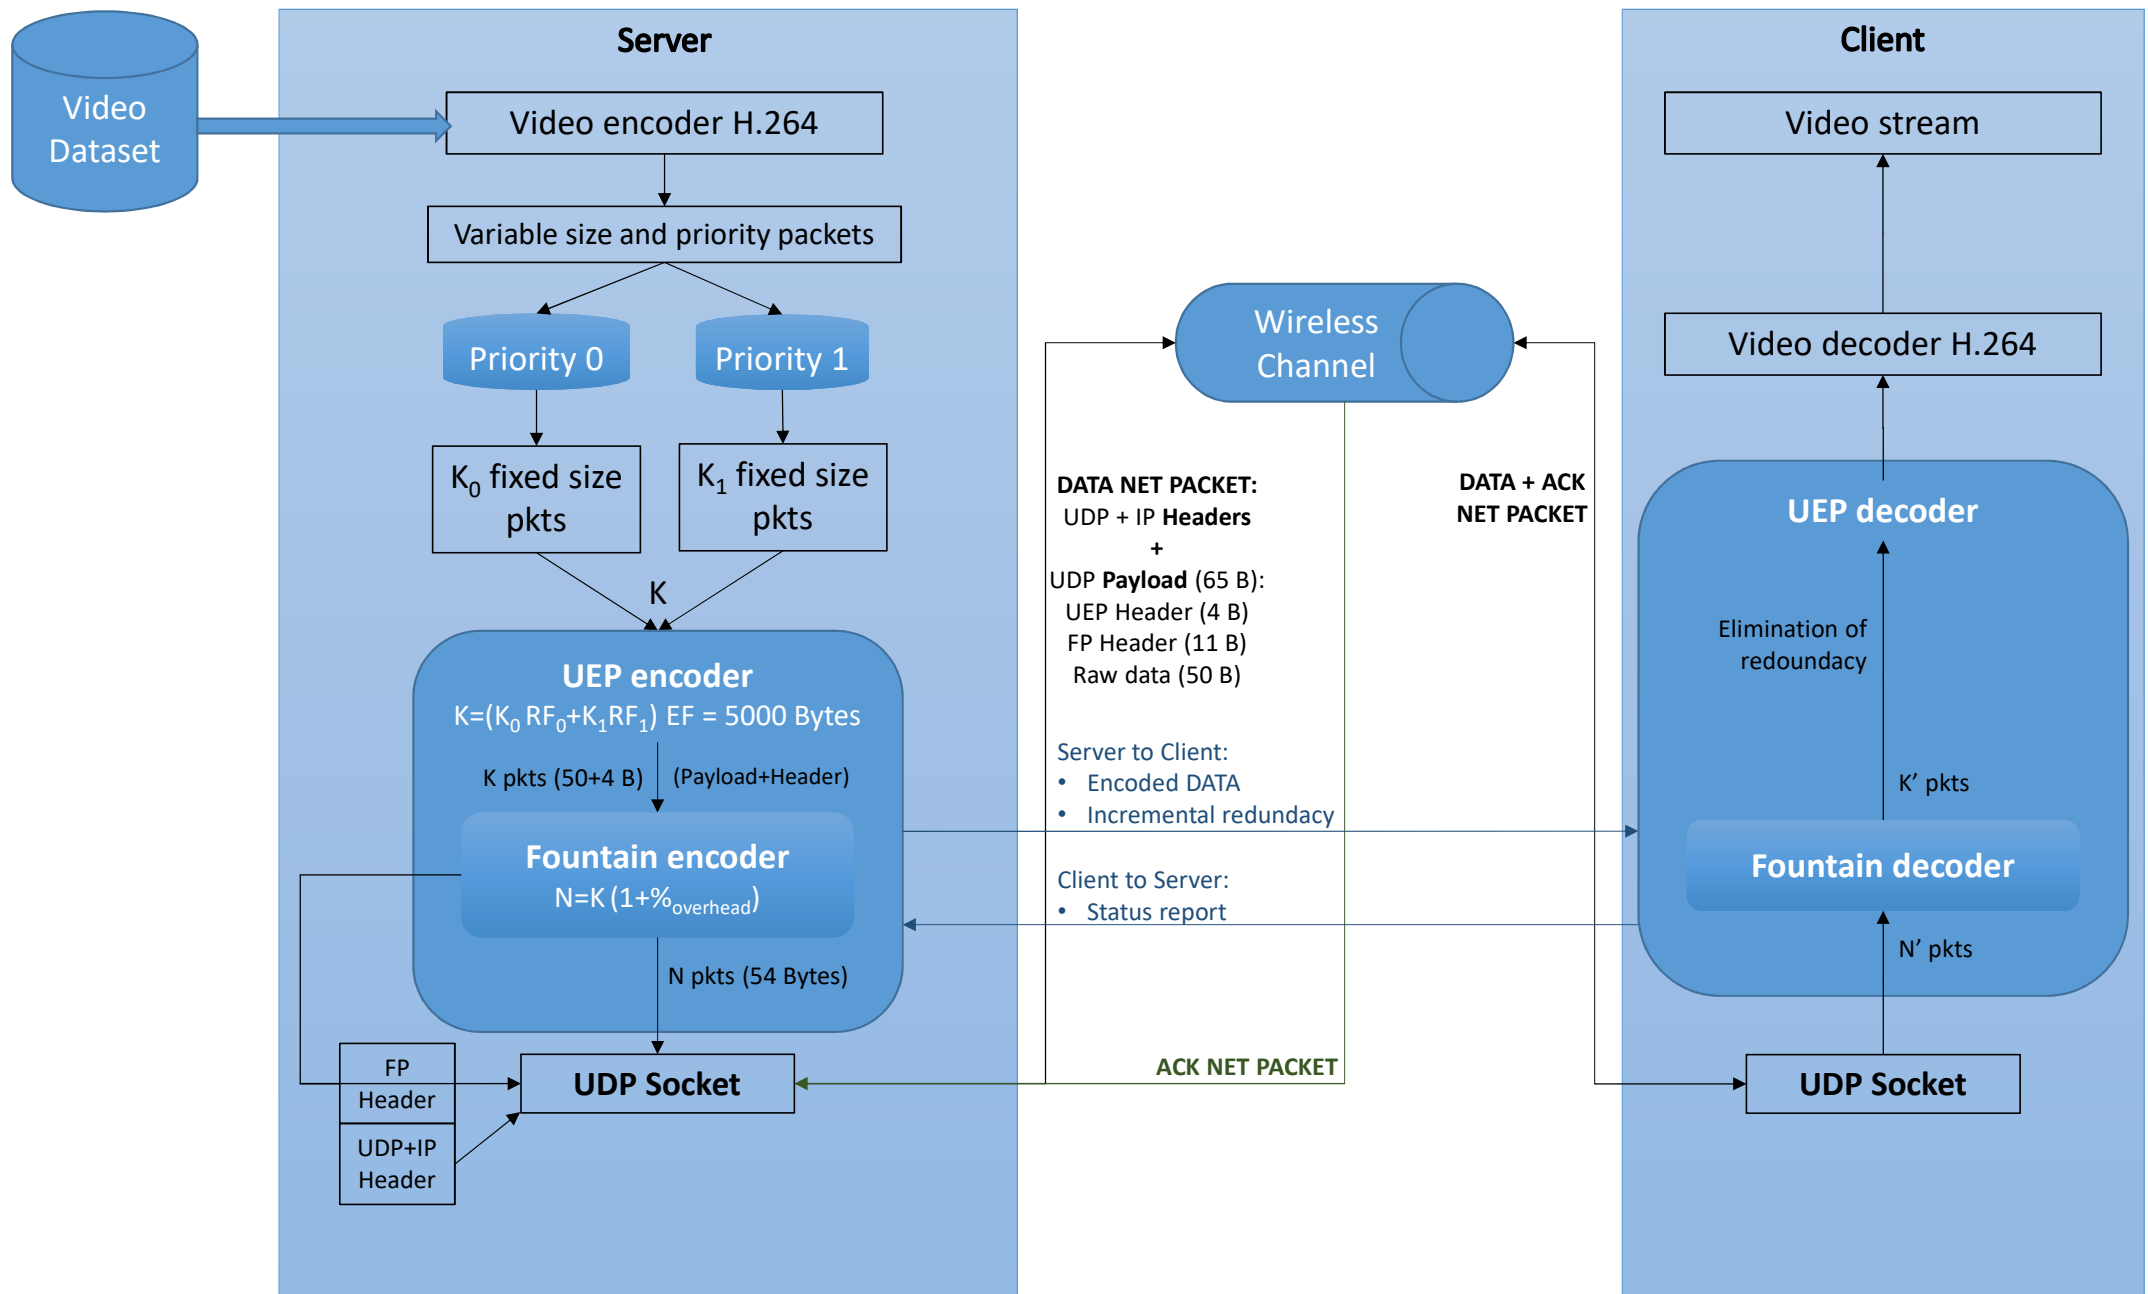 Video
Dataset
Server
Video encoder H.264
Variable size and priority packets
Priority 0
Priority 1
K0 fixed size
pkts
K1 fixed size
pkts
K
UEP encoder
K=(K0 RF0+K1RF1) EF = 5000 Bytes
K pkts (50+4 B)
(Payload+Header)
Fountain encoder
N=K (1+%overhead)
N pkts (54 Bytes)
FP
Header
UDP+IP
Header
UDP Socket
Wireless
Channel
DATA NET PACKET:
UDP + IP Headers
+
UDP Payload (65 B):
UEP Header (4 B)
FP Header (11 B)
Raw data (50 B)
DATA + ACK
NET PACKET
Server to Client:
• Encoded DATA
• Incremental redundacy
Client to Server:
• Status report
ACK NET PACKET
Client
Video stream
Video decoder H.264
UEP decoder
Elimination of
redoundacy
K’ pkts
Fountain decoder
N’ pkts
UDP Socket